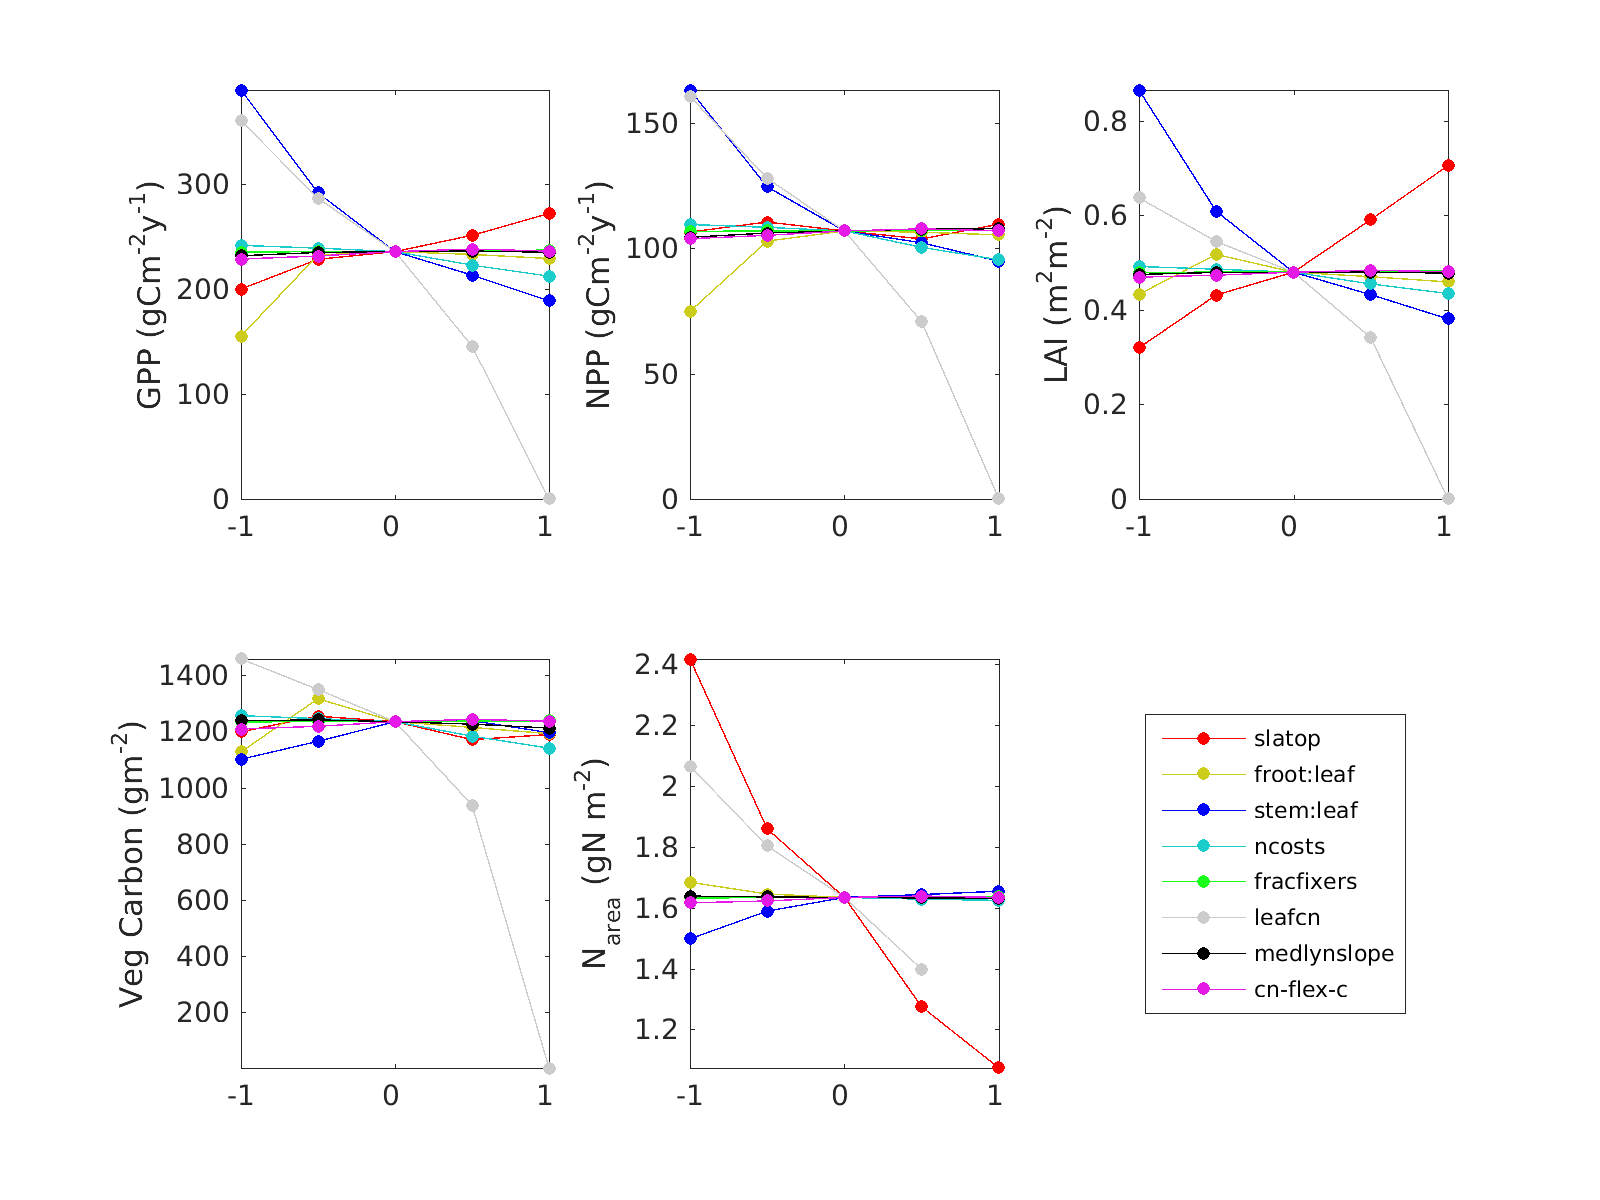 GPP (gCm-2y-1)
300
200
100
0
-1 0 1
NPP (gCm-2y-1)
150
100
50
0
-1 0 1
LAI (m2m-2)
0.8
0.6
0.4
0.2
0
-1 0 1
Veg Carbon (gm-2)
1400
1200
1000
800
600
400
200
-1 0 1
Narea (gN m-2)
2.4
2.2
2
1.8
1.6
1.4
1.2
-1 0 1
slatop
froot:leaf
stem:leaf
ncosts
fracfixers
leafcn
medlynslope
cn-flex-c